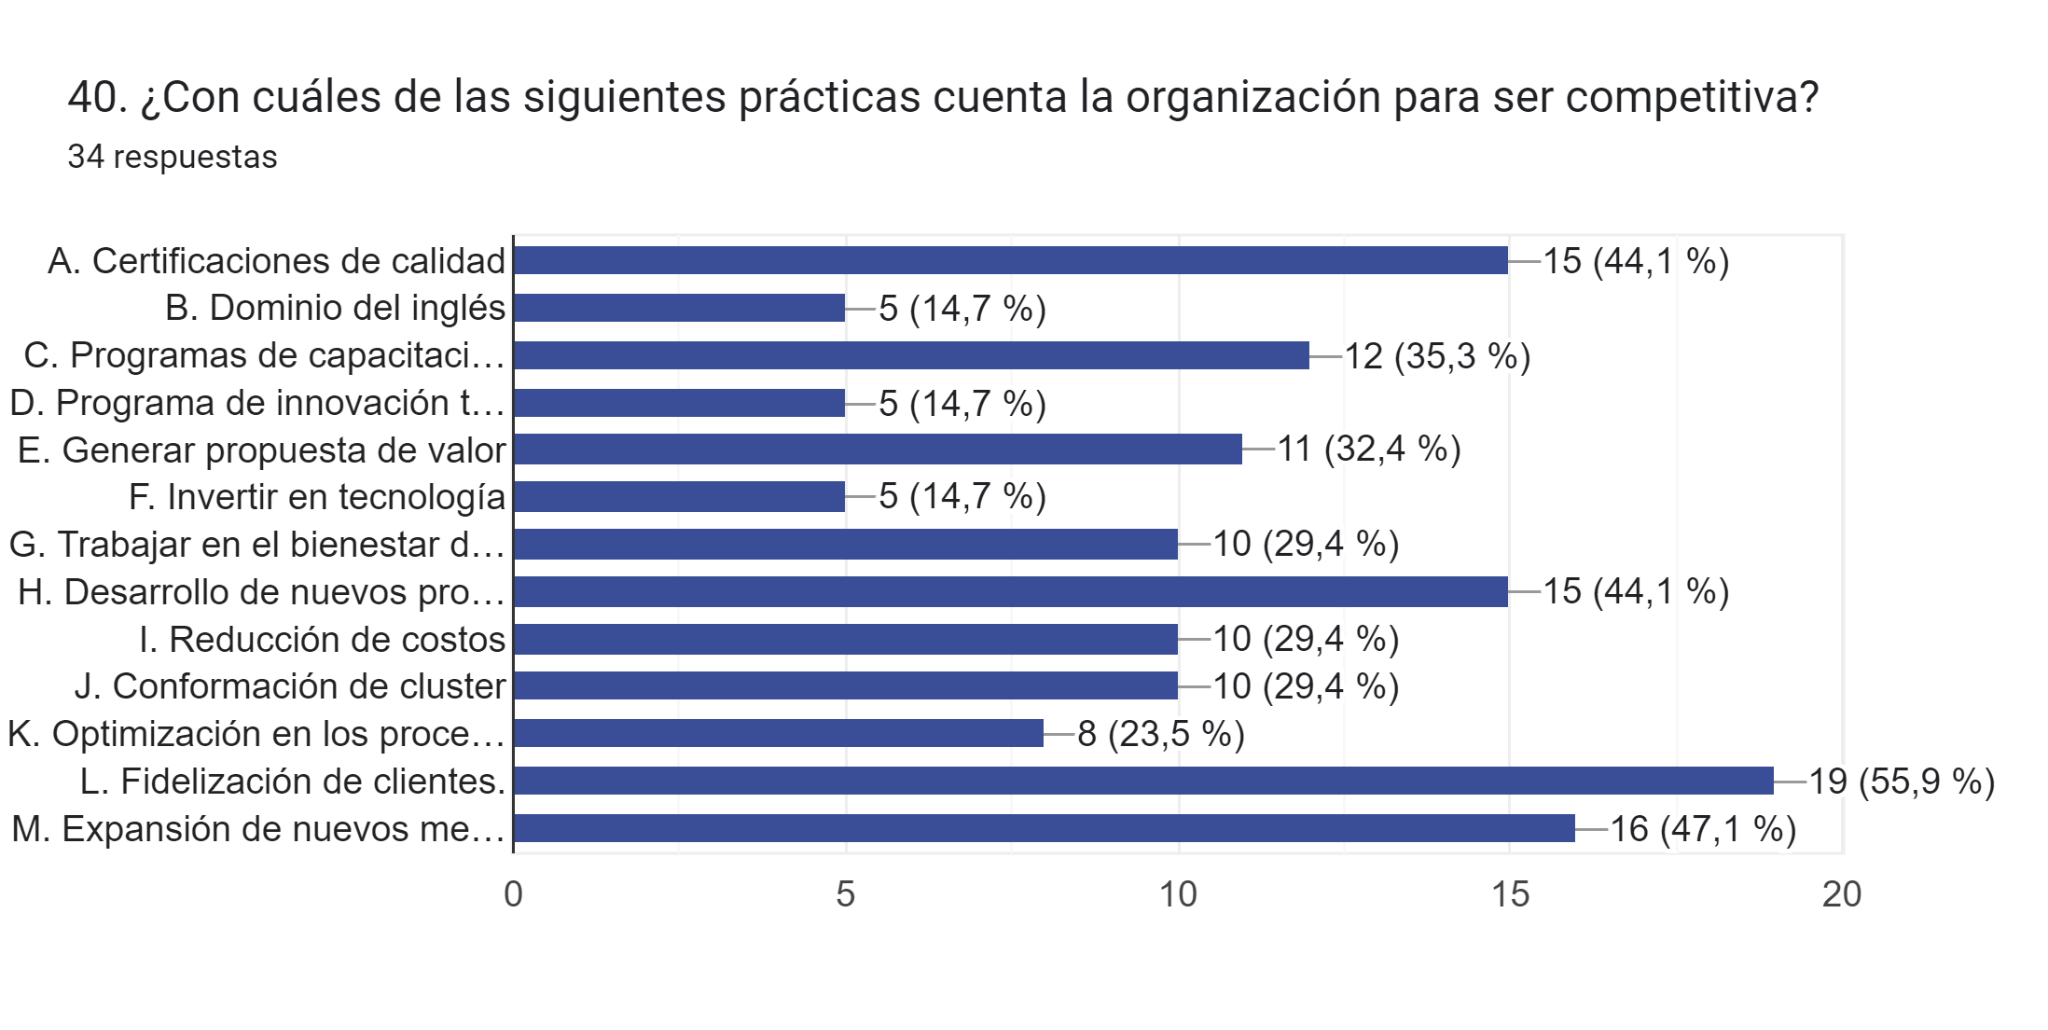 40. ¿Con cuáles de las siguientes prácticas cuenta la organización para ser competitiva?
34 respuestas
A. Certificaciones de calidad 15 (44,1 %)
B. Dominio del inglés 5 (14,7 %)
C. Programas de capacitaci… 12 (35,3 %)
D. Programa de innovación t… 5 (14,7 %)
E. Generar propuesta de valor 11 (32,4 %)
F. Invertir en tecnología 5 (14,7 %)
G. Trabajar en el bienestar d… 10 (29,4 %)
H. Desarrollo de nuevos pro… 15 (44,1 %)
I. Reducción de costos 10 (29,4 %)
J. Conformación de cluster 10 (29,4 %)
K. Optimización en los proce… 8 (23,5 %)
L. Fidelización de clientes. 19 (55,9 %)
M. Expansión de nuevos me… 16 (47,1 %)
0 5 10 15 20